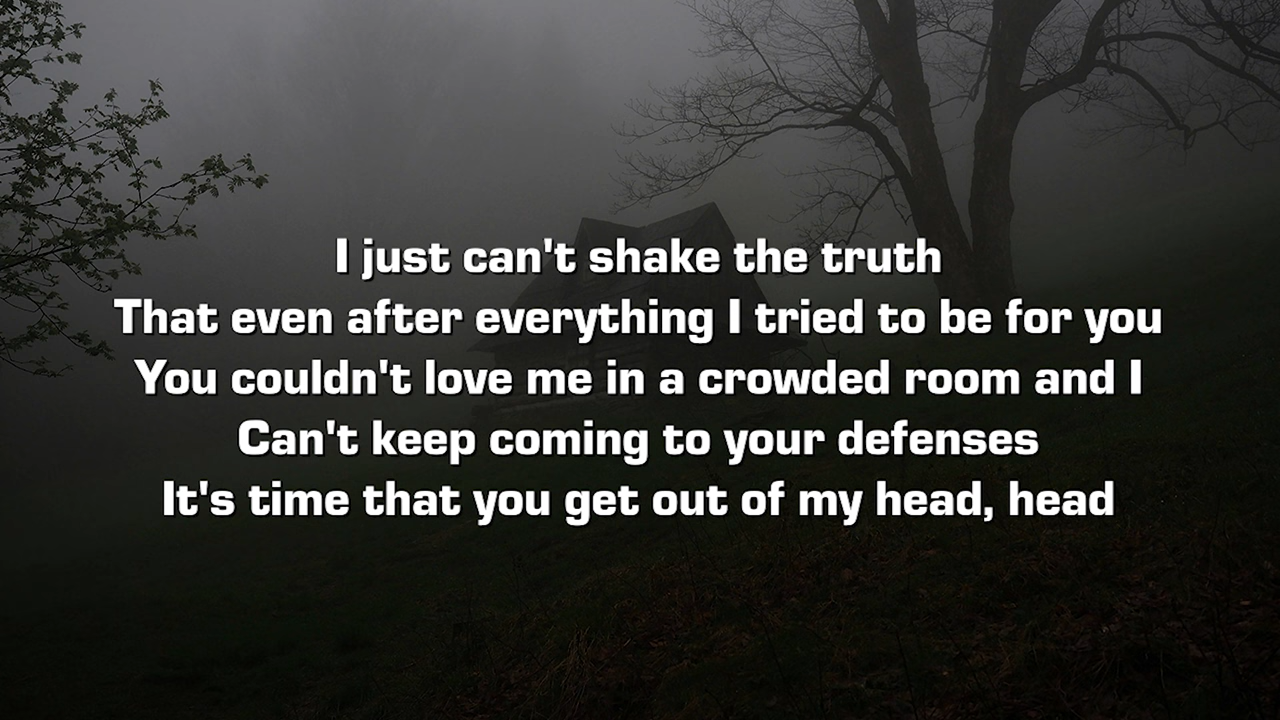 I just can't shake the truth
That even after everything I tried to be for you
You couldn't love me in a crowded room and I
Can't keep coming to your defenses
It's time that you get out of my head, head